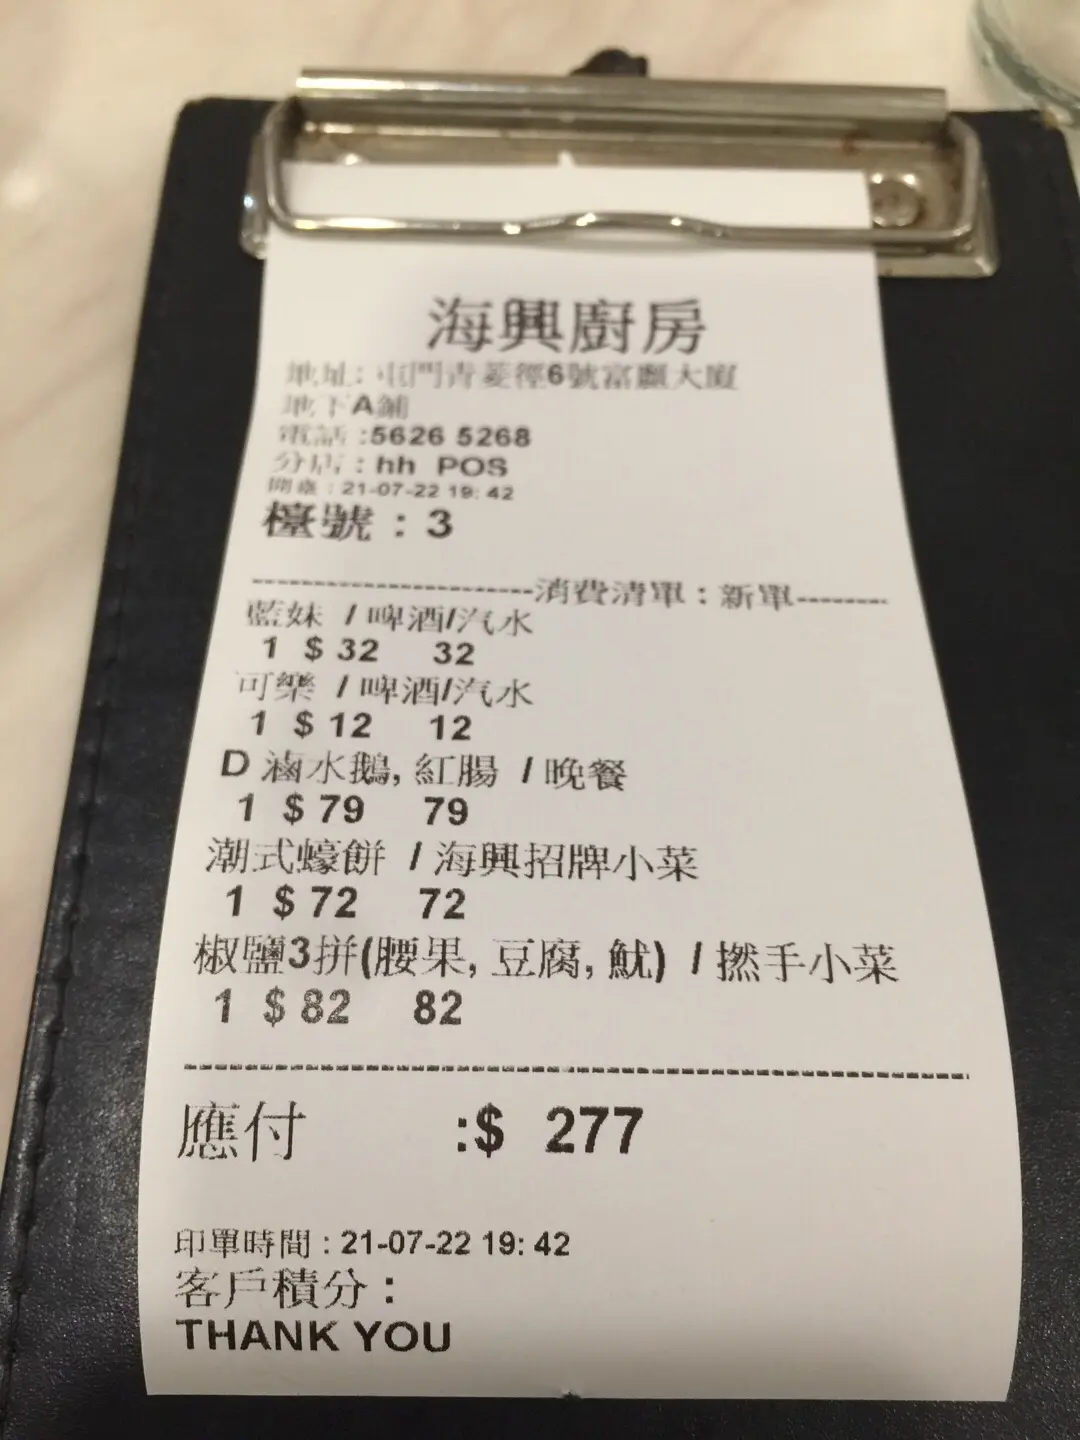 海興廚房
地址: 屯門青菱徑6號富麗大廈
地下A鋪
電話 :5626 5268
分店 : hh POS
開臺 : 21-07-22 19: 42
檯號 : 3
-----------------------消費清單 : 新單--------
藍妹 / 啤酒/汽水
1 $ 32 32
可樂 / 啤酒/汽水
1 $ 12 12
D 滷水鵝, 紅腸 / 晚餐
1 $ 79 79
潮式蠔餅 / 海興招牌小菜
1 $ 72 72
椒鹽3拼(腰果, 豆腐, 魷) / 撚手小菜
1 $ 82 82
應付 :$ 277
印單時間 : 21-07-22 19: 42
客戶積分 :
THANK YOU